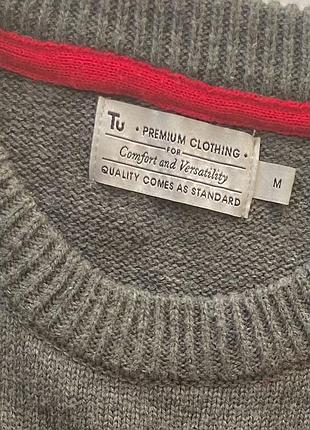 Tu
• PREMIUM CLOTHING •
FOR
Comfort and Versatility
QUALITY COMES AS STANDARD
M